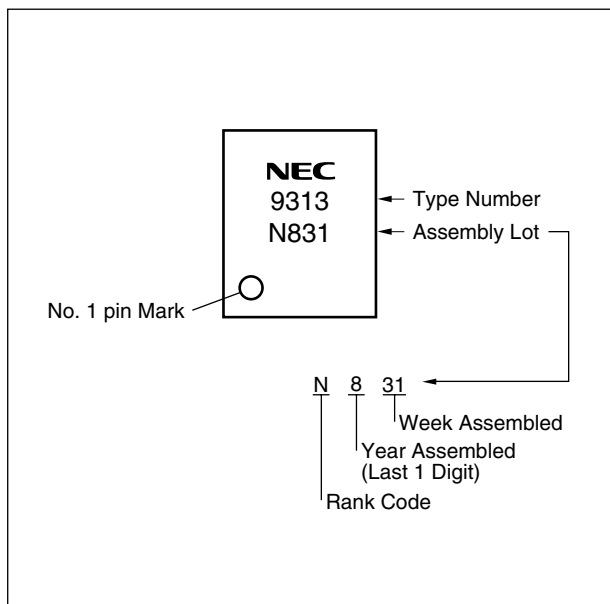 NEC
9313
N831
Type Number
Assembly Lot
No. 1 pin Mark
N 8 31
Week Assembled
Year Assembled
(Last 1 Digit)
Rank Code